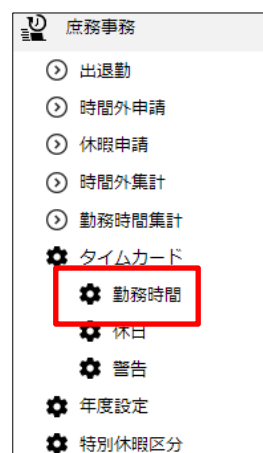 庶務事務
出退勤
時間外申請
休暇申請
時間外集計
勤務時間集計
タイムカード
勤務時間
休日
警告
年度設定
特別休暇区分